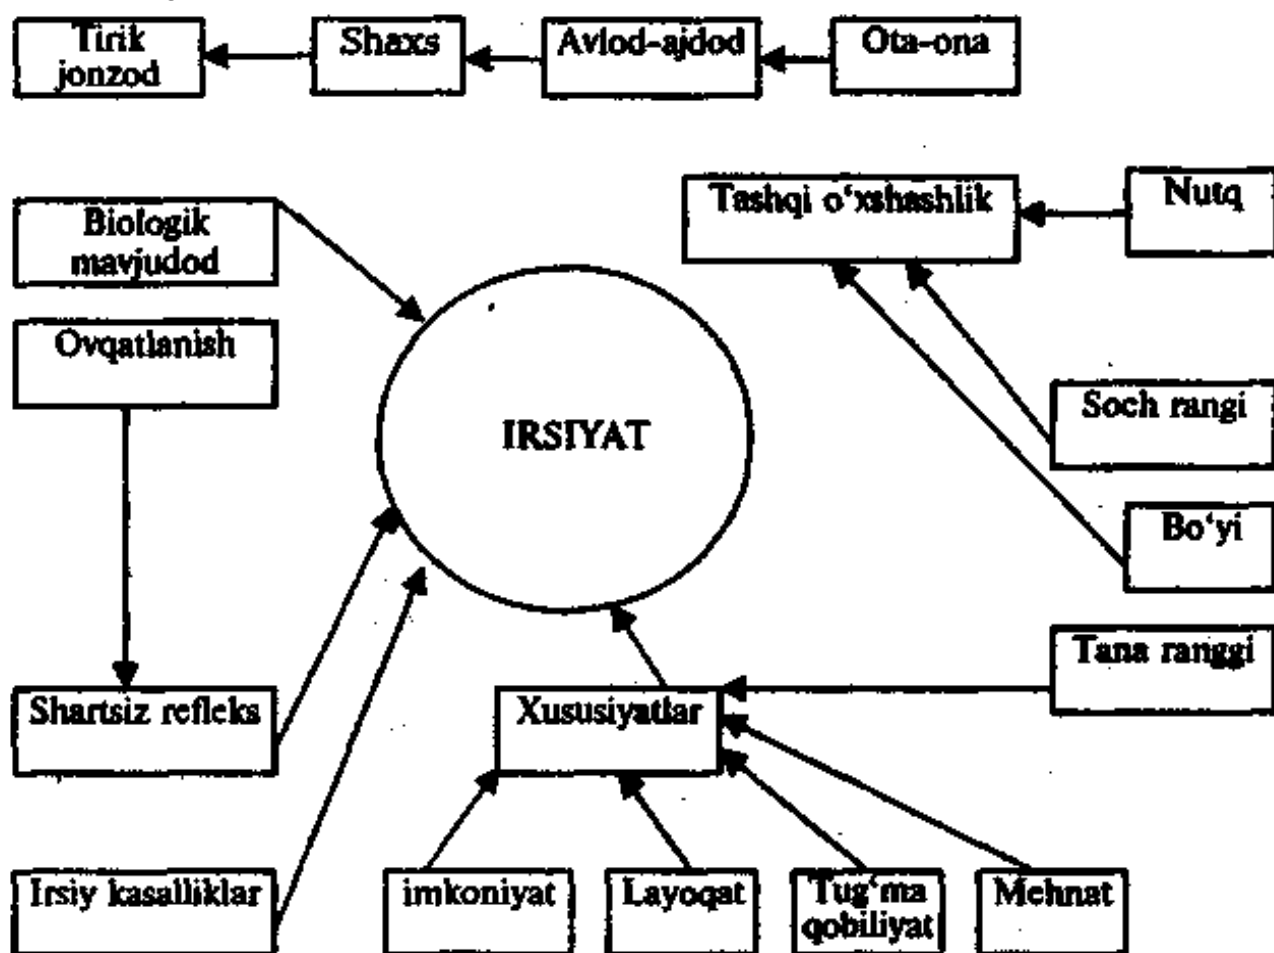 Tirik
jonzod
Shaxs
Avlod-ajdod
Ota-ona
Biologik
mavjudod
Tashqi o‘xshashlik
Nutq
Ovqatlanish
IRSIYAT
Soch rangi
Bo‘yi
Tana ranggi
Shartsiz refleks
Xususiyatlar
Irsiy kasalliklar
imkoniyat
Layoqat
Tug‘ma
qobiliyat
Mehnat